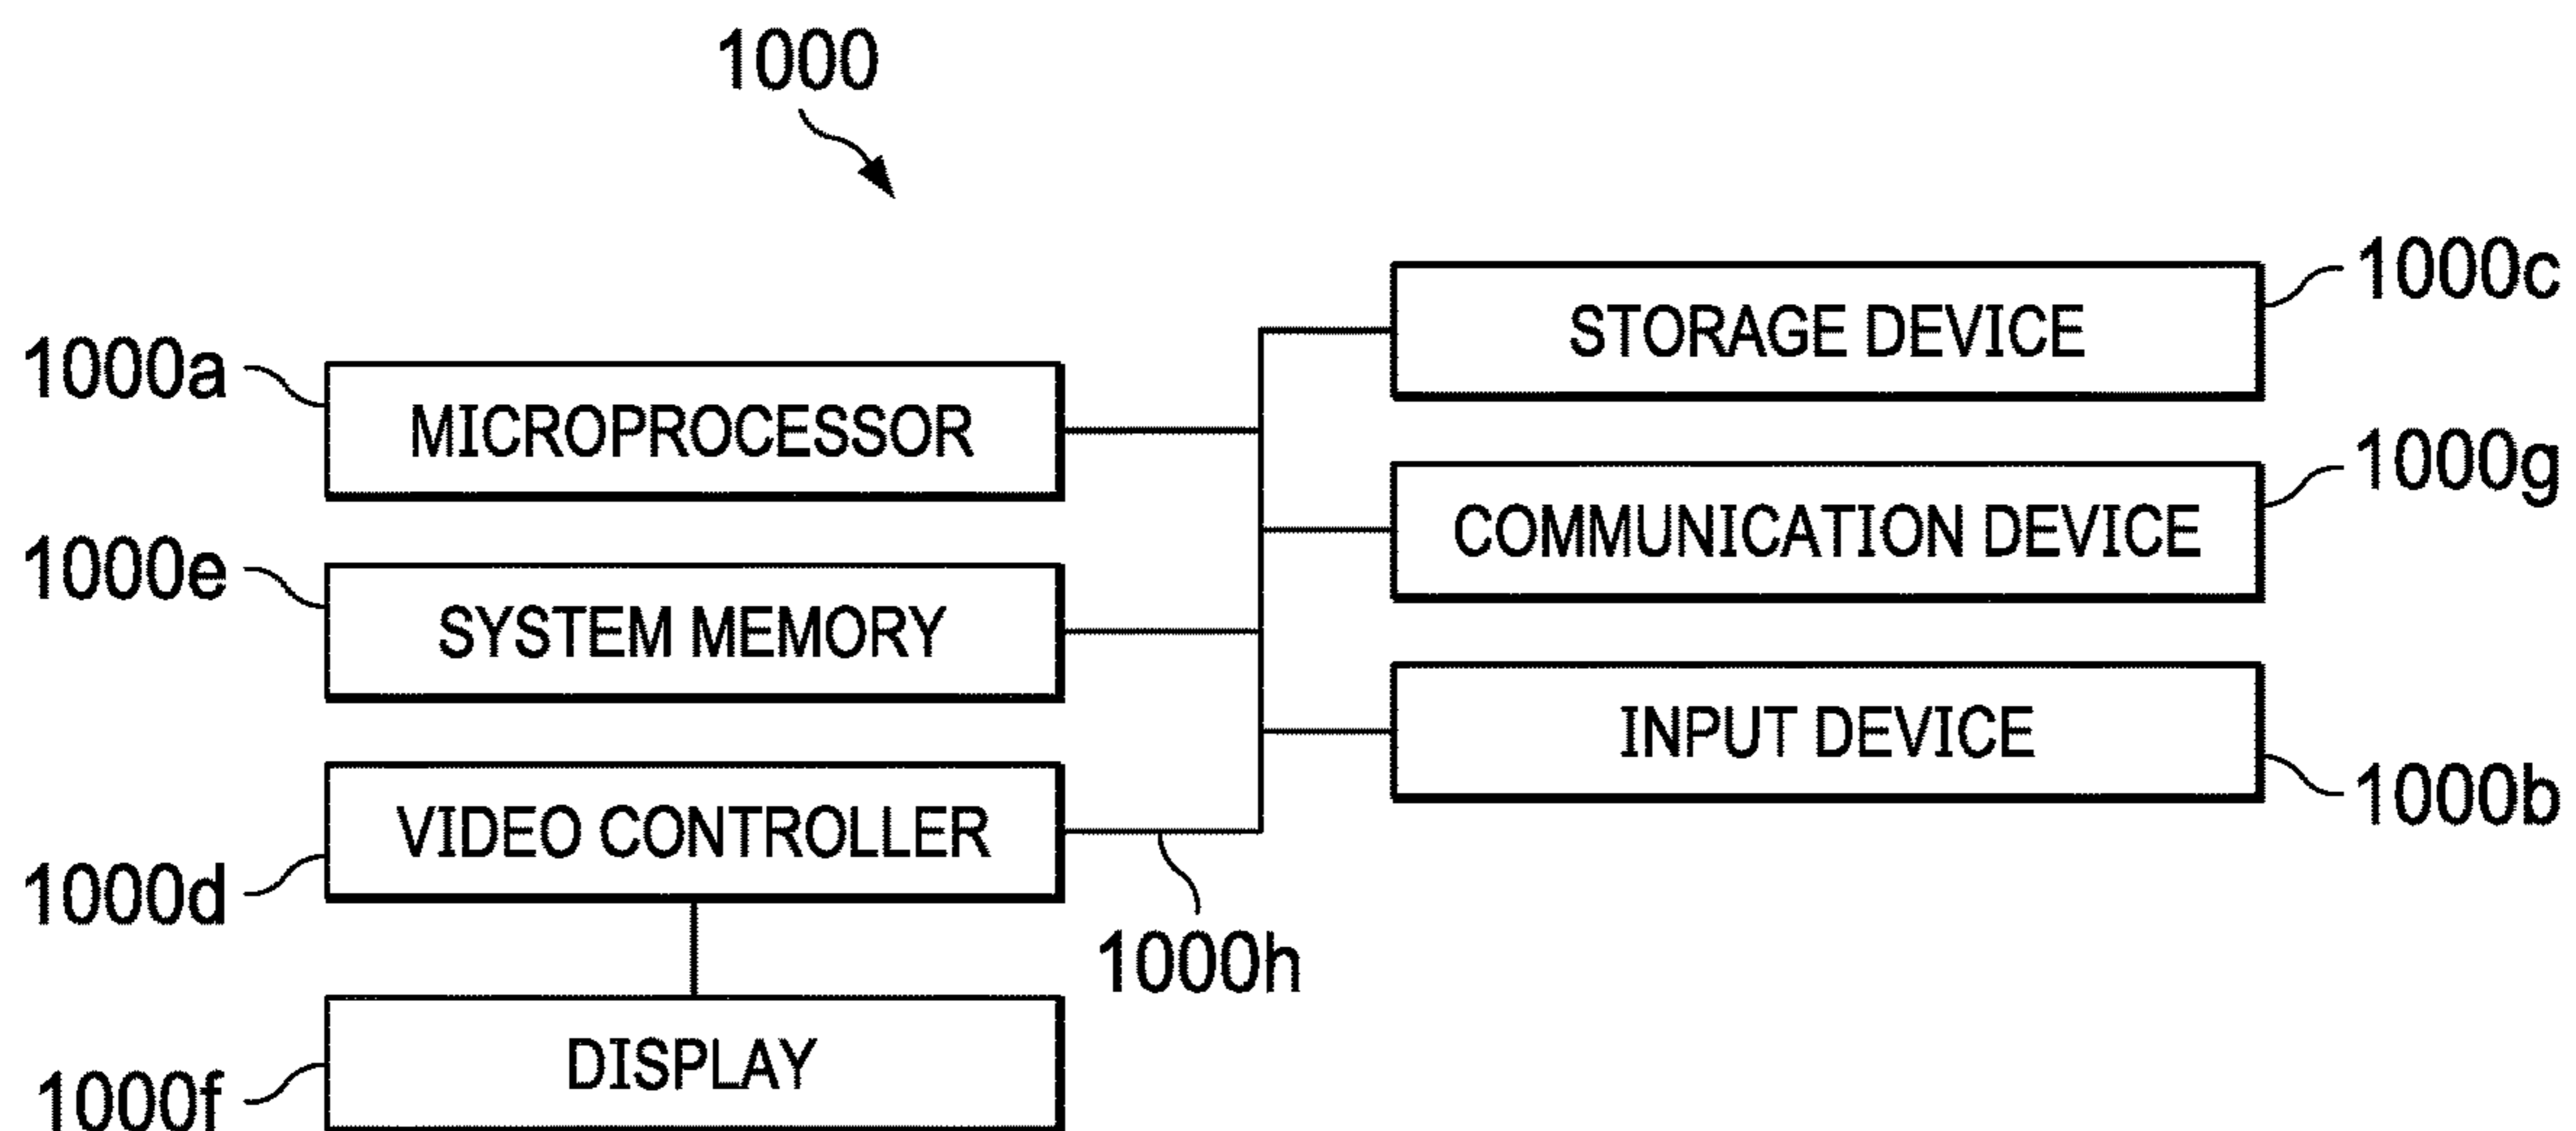 1000
1000a
MICROPROCESSOR
1000e
SYSTEM MEMORY
1000d
VIDEO CONTROLLER
1000f
DISPLAY
1000h
STORAGE DEVICE
1000c
COMMUNICATION DEVICE
1000g
INPUT DEVICE
1000b